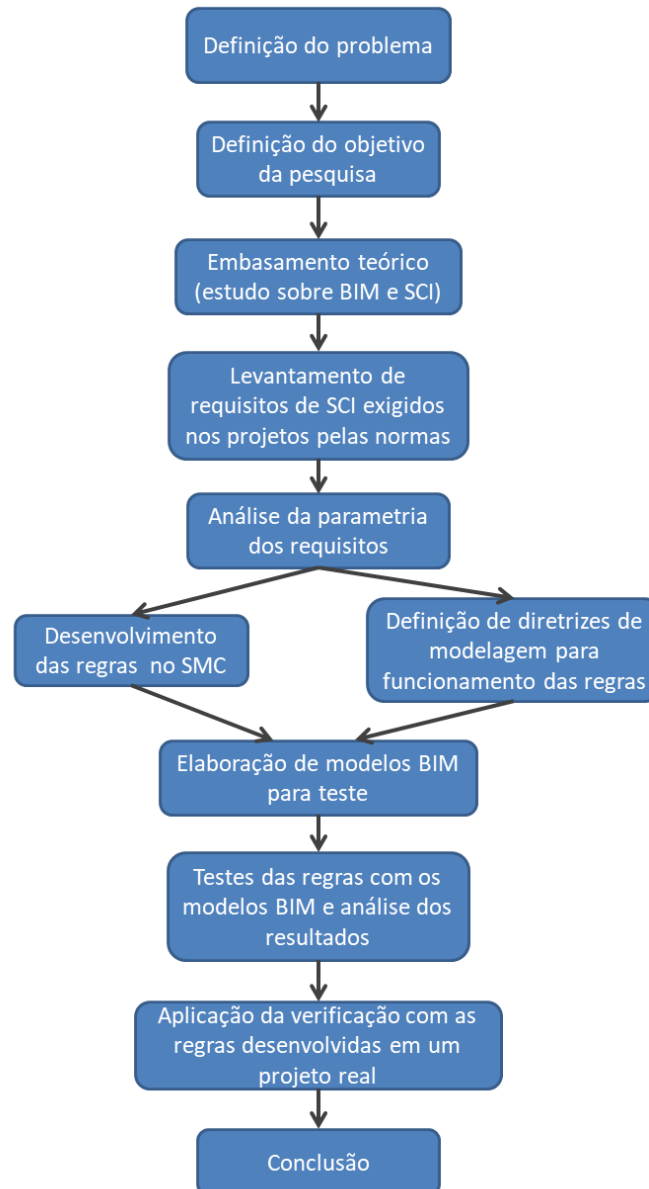 Definição do problema
Definição do objetivo
da pesquisa
Embasamento teórico
(estudo sobre BIM e SCI)
Levantamento de
requisitos de SCI exigidos
nos projetos pelas normas
Análise da parametria
dos requisitos
Desenvolvimento
das regras no SMC
Definição de diretrizes de
modelagem para
funcionamento das regras
Elaboração de modelos BIM
para teste
Testes das regras com os
modelos BIM e análise dos
resultados
Aplicação da verificação com as
regras desenvolvidas em um
projeto real
Conclusão